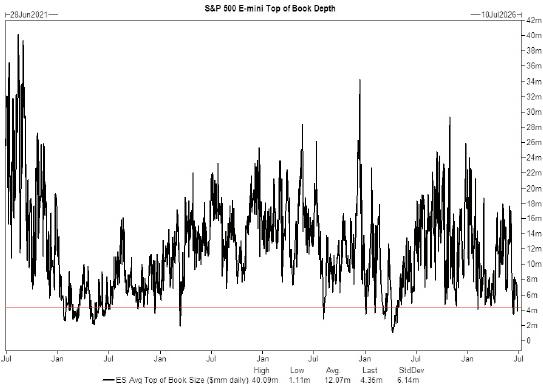 S&P 500 E-mini Top of Book Depth
28Jun2021 10Jul2026
42m
40m
38m
36m
34m
32m
30m
28m
26m
24m
22m
20m
18m
16m
14m
12m
10m
8m
6m
4m
2m
0
Jul Jan Jul Jan Jul Jan Jul Jan Jul Jan Jul
High Low Avg. Last StdDev
ES Avg Top of Book Size ($mm daily) 40.09m 1.11m 12.07m 4.36m 6.14m